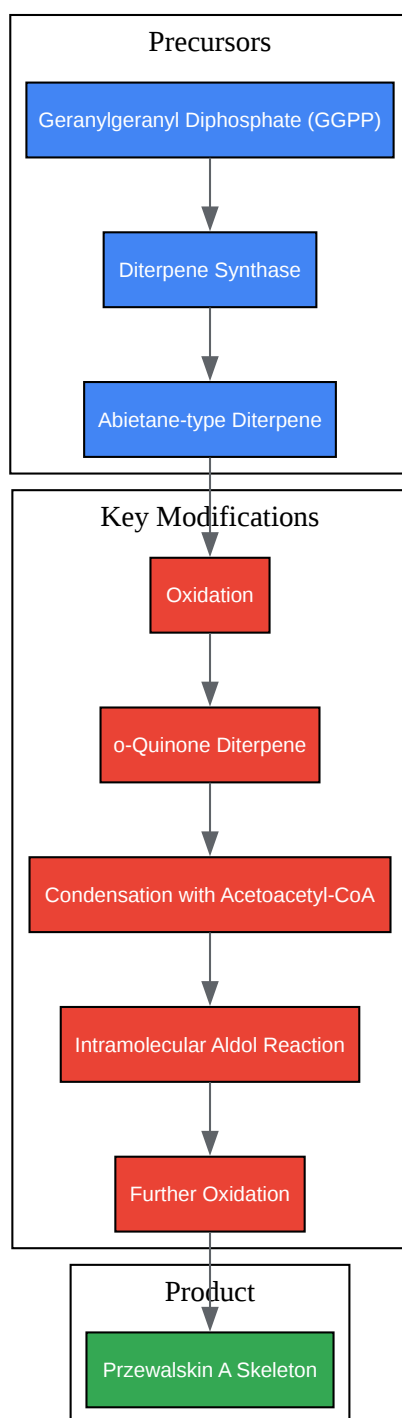 Precursors
Geranylgeranyl Diphosphate (GGPP)
Diterpene Synthase
Abietane-type Diterpene
Key Modifications
Oxidation
o-Quinone Diterpene
Condensation with Acetoacetyl-CoA
Intramolecular Aldol Reaction
Further Oxidation
Product
Przewalskin A Skeleton